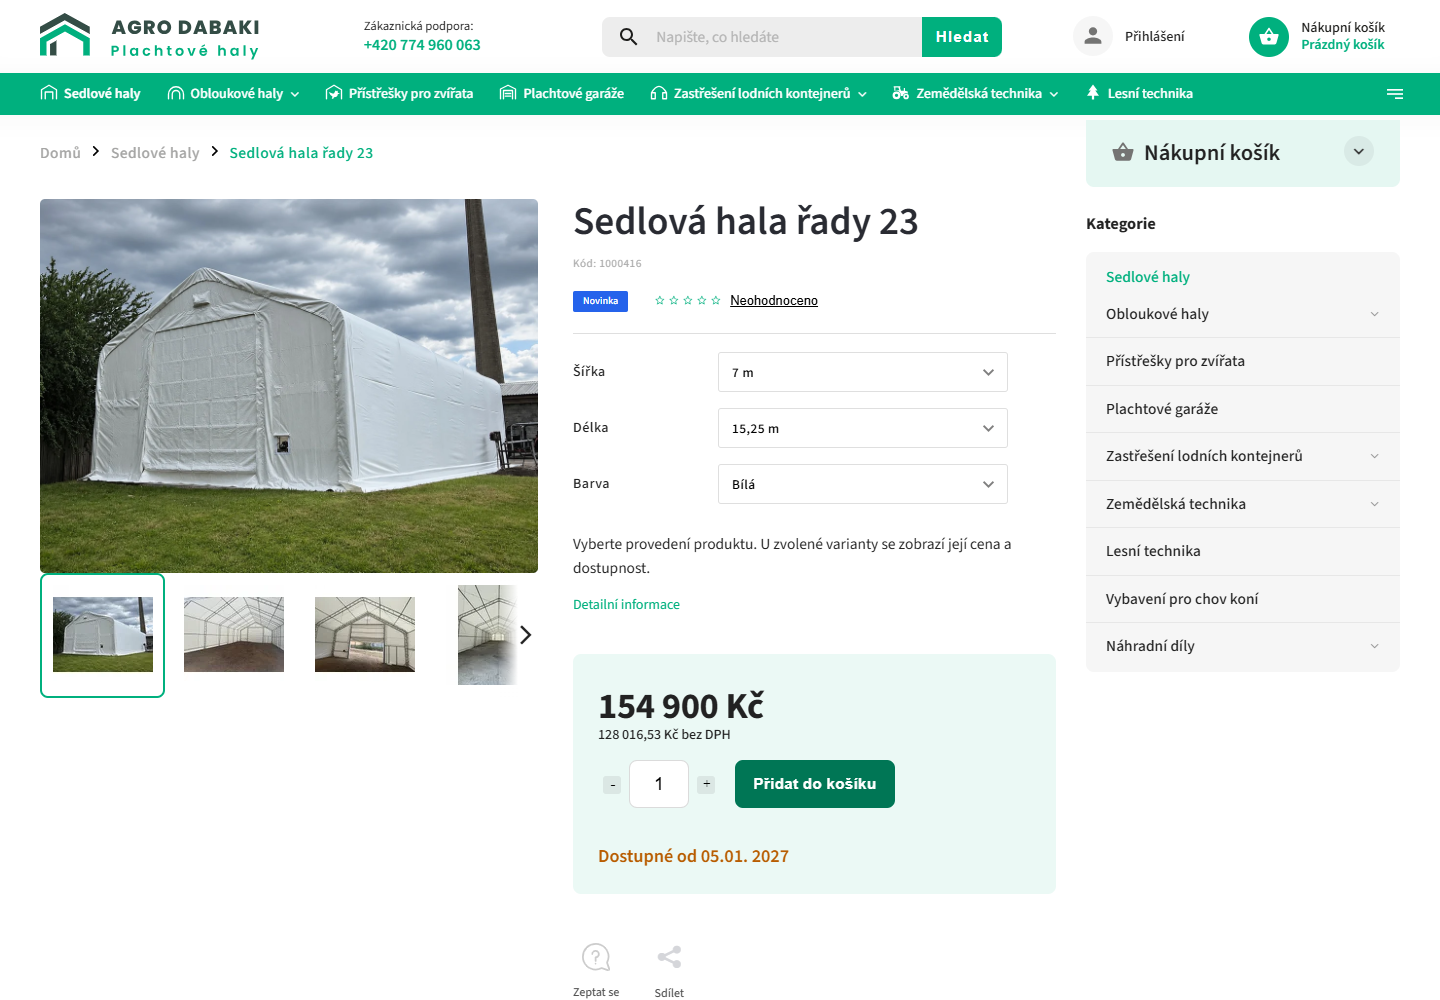 AGRO DABAKI
Plachtové haly
Zákaznická podpora:
+420 774 960 063
Napište, co hledáte
Hledat
Přihlášení
Nákupní košík
Prázdný košík
Sedlové haly
Obloukové haly
Přístřešky pro zvířata
Plachtové garáže
Zastřešení lodních kontejnerů
Zemědělská technika
Lesní technika
Domů
Sedlové haly
Sedlová hala řady 23
Nákupní košík
Sedlová hala řady 23
Kód: 1000416
Novinka
Neohodnoceno
Šířka
7 m
Délka
15,25 m
Barva
Bílá
Vyberte provedení produktu. U zvolené varianty se zobrazí její cena a
dostupnost.
Detailní informace
154 900 Kč
128 016,53 Kč bez DPH
-
1
+
Přidat do košíku
Dostupné od 05.01. 2027
Zeptat se
Sdílet
Kategorie
Sedlové haly
Obloukové haly
Přístřešky pro zvířata
Plachtové garáže
Zastřešení lodních kontejnerů
Zemědělská technika
Lesní technika
Vybavení pro chov koní
Náhradní díly